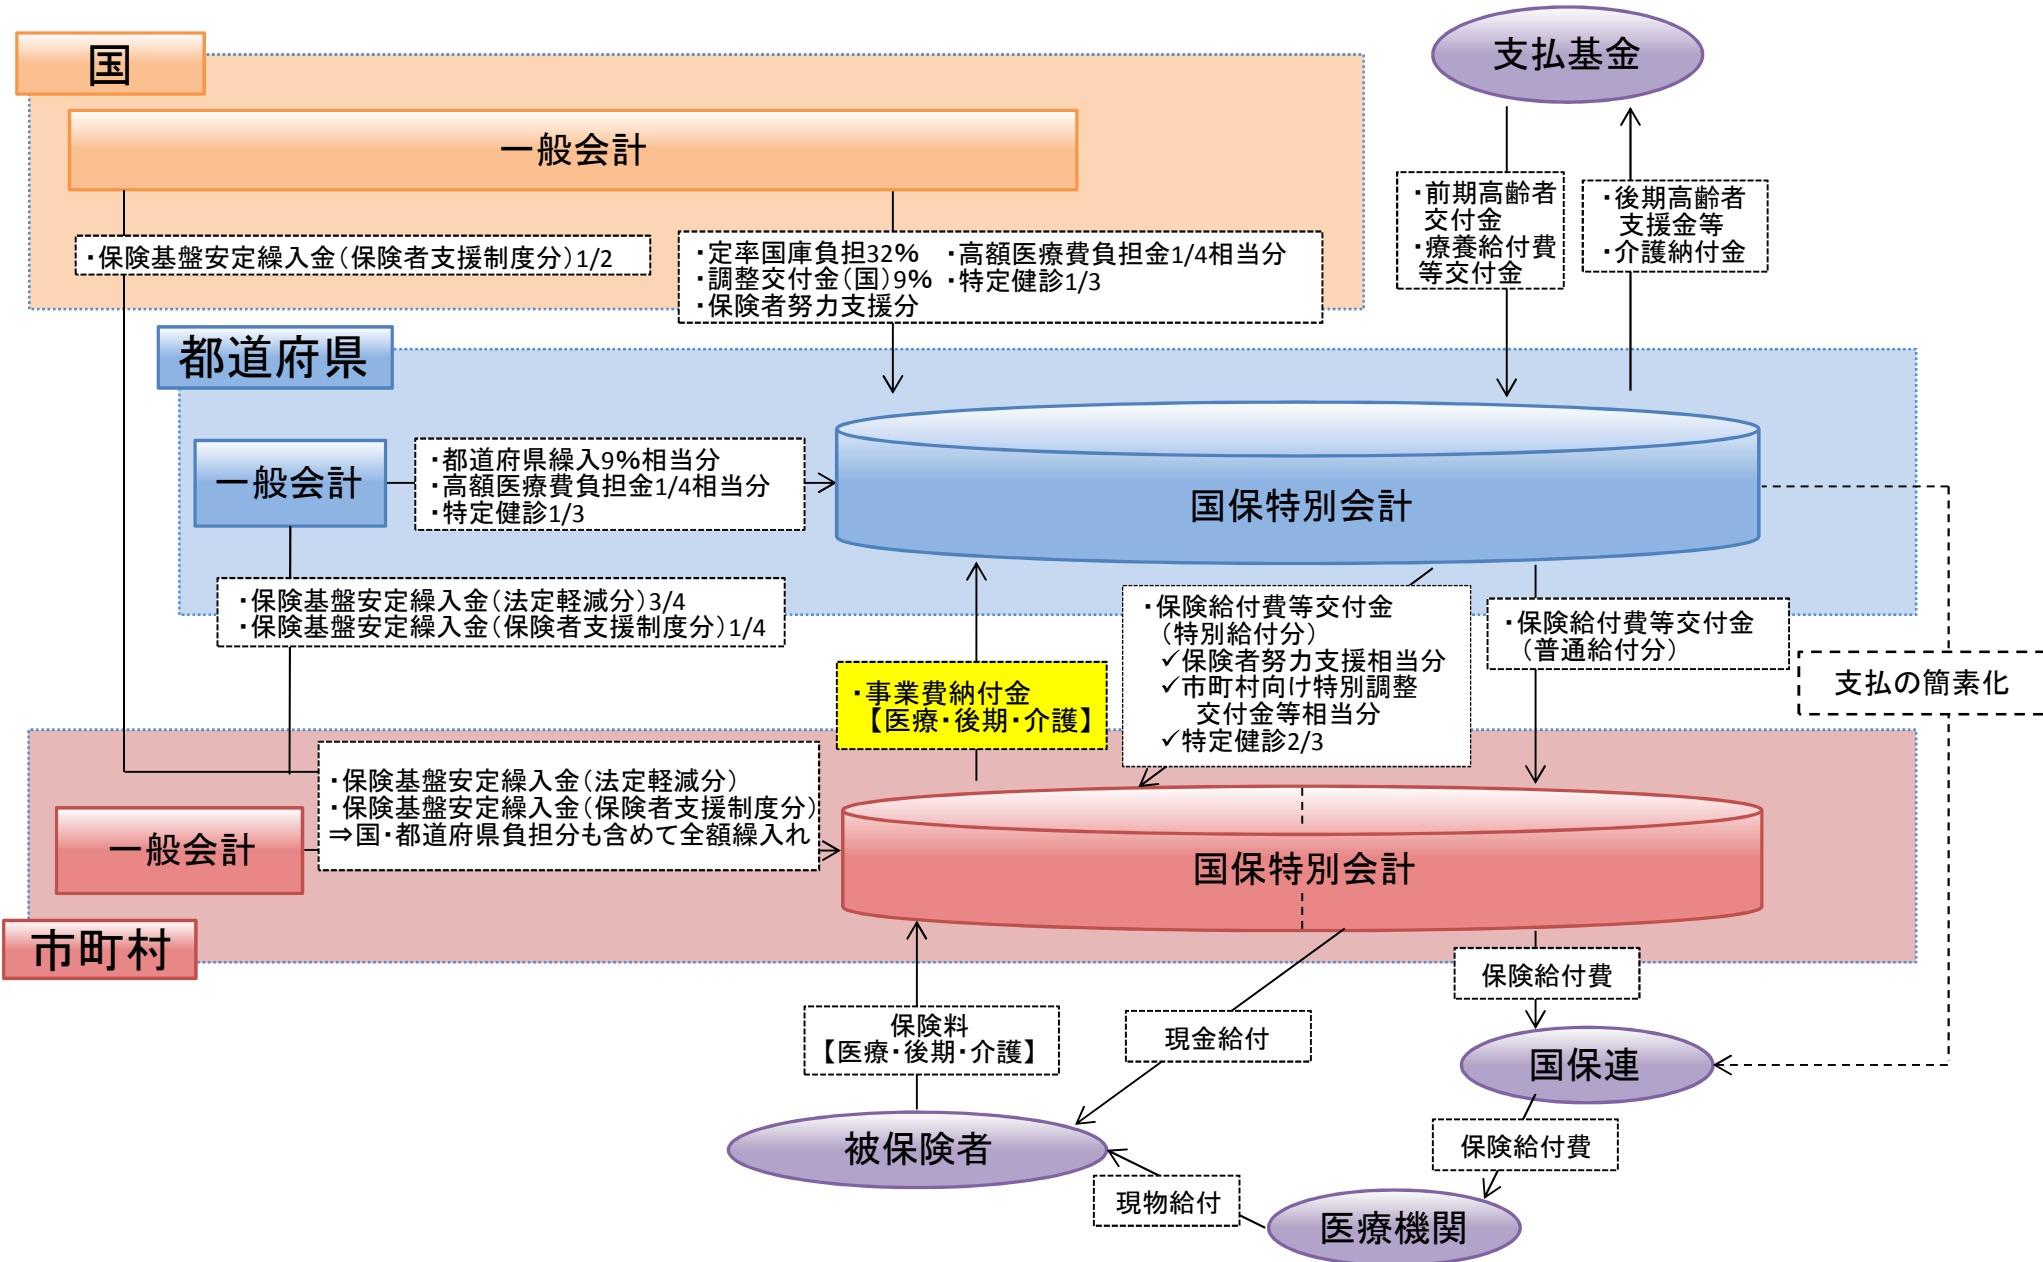 国
支払基金
一般会計
・前期高齢者
交付金
・療養給付費
等交付金
・後期高齢者
支援金等
・介護納付金
・保険基盤安定繰入金（保険者支援制度分）1/2
・定率国庫負担32%
・調整交付金（国）9%
・保険者努力支援分
・高額医療費負担金1/4相当分
・特定健診1/3
都道府県
一般会計
・都道府県繰入9%相当分
・高額医療費負担金1/4相当分
・特定健診1/3
国保特別会計
・保険基盤安定繰入金（法定軽減分）3/4
・保険基盤安定繰入金（保険者支援制度分）1/4
・事業費納付金
【医療・後期・介護】
・保険給付費等交付金
（特別給付分）
✓保険者努力支援相当分
✓市町村向け特別調整
交付金等相当分
✓特定健診2/3
・保険給付費等交付金
（普通給付分）
支払の簡素化
・保険基盤安定繰入金（法定軽減分）
・保険基盤安定繰入金（保険者支援制度分）
⇒国・都道府県負担分も含めて全額繰入れ
一般会計
国保特別会計
市町村
保険給付費
保険料
【医療・後期・介護】
現金給付
国保連
被保険者
保険給付費
現物給付
医療機関